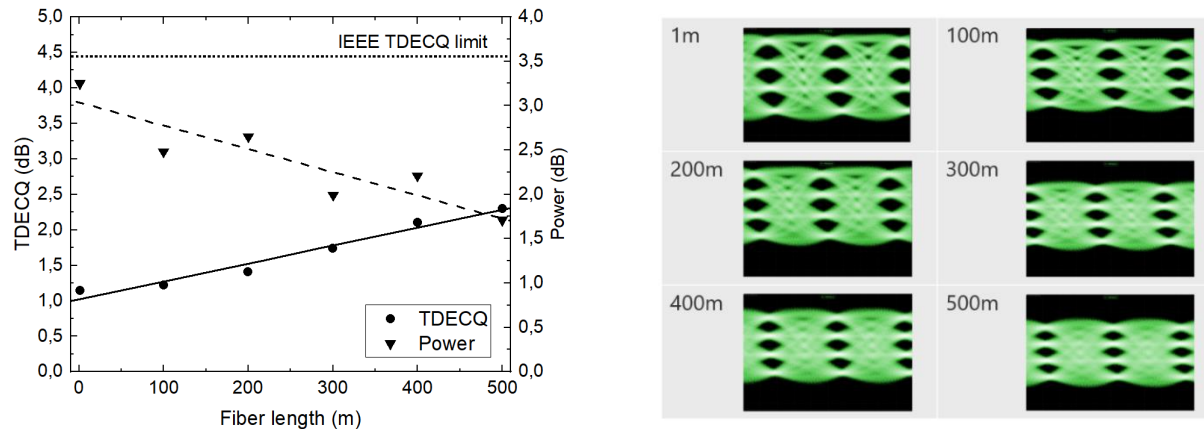 IEEE TDECQ limit
TDECQ (dB)
5,0
4,5
4,0
3,5
3,0
2,5
2,0
1,5
1,0
0,5
0,0
4,0
3,5
3,0
2,5
2,0
1,5
1,0
0,5
0,0
Power (dB)
TDECQ
Power
0 100 200 300 400 500
Fiber length (m)
1m 100m
200m 300m
400m 500m